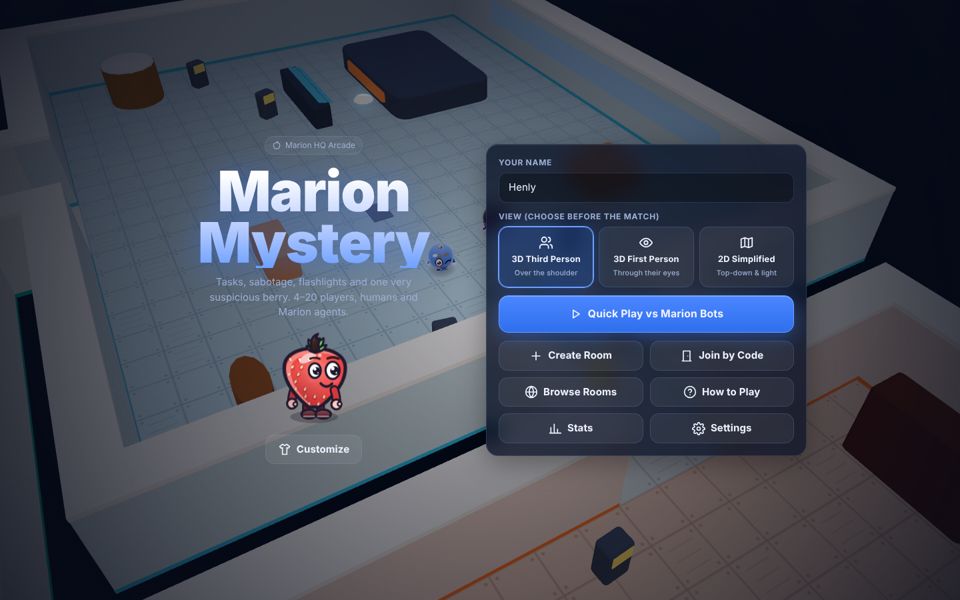 Marion HQ Arcade
Marion
Mystery
Tasks, sabotage, flashlights and one very
suspicious berry. 4–20 players, humans and
Marion agents.
Customize
YOUR NAME
Henly
VIEW (CHOOSE BEFORE THE MATCH)
3D Third Person
Over the shoulder
3D First Person
Through their eyes
2D Simplified
Top-down & light
Quick Play vs Marion Bots
Create Room
Join by Code
Browse Rooms
How to Play
Stats
Settings